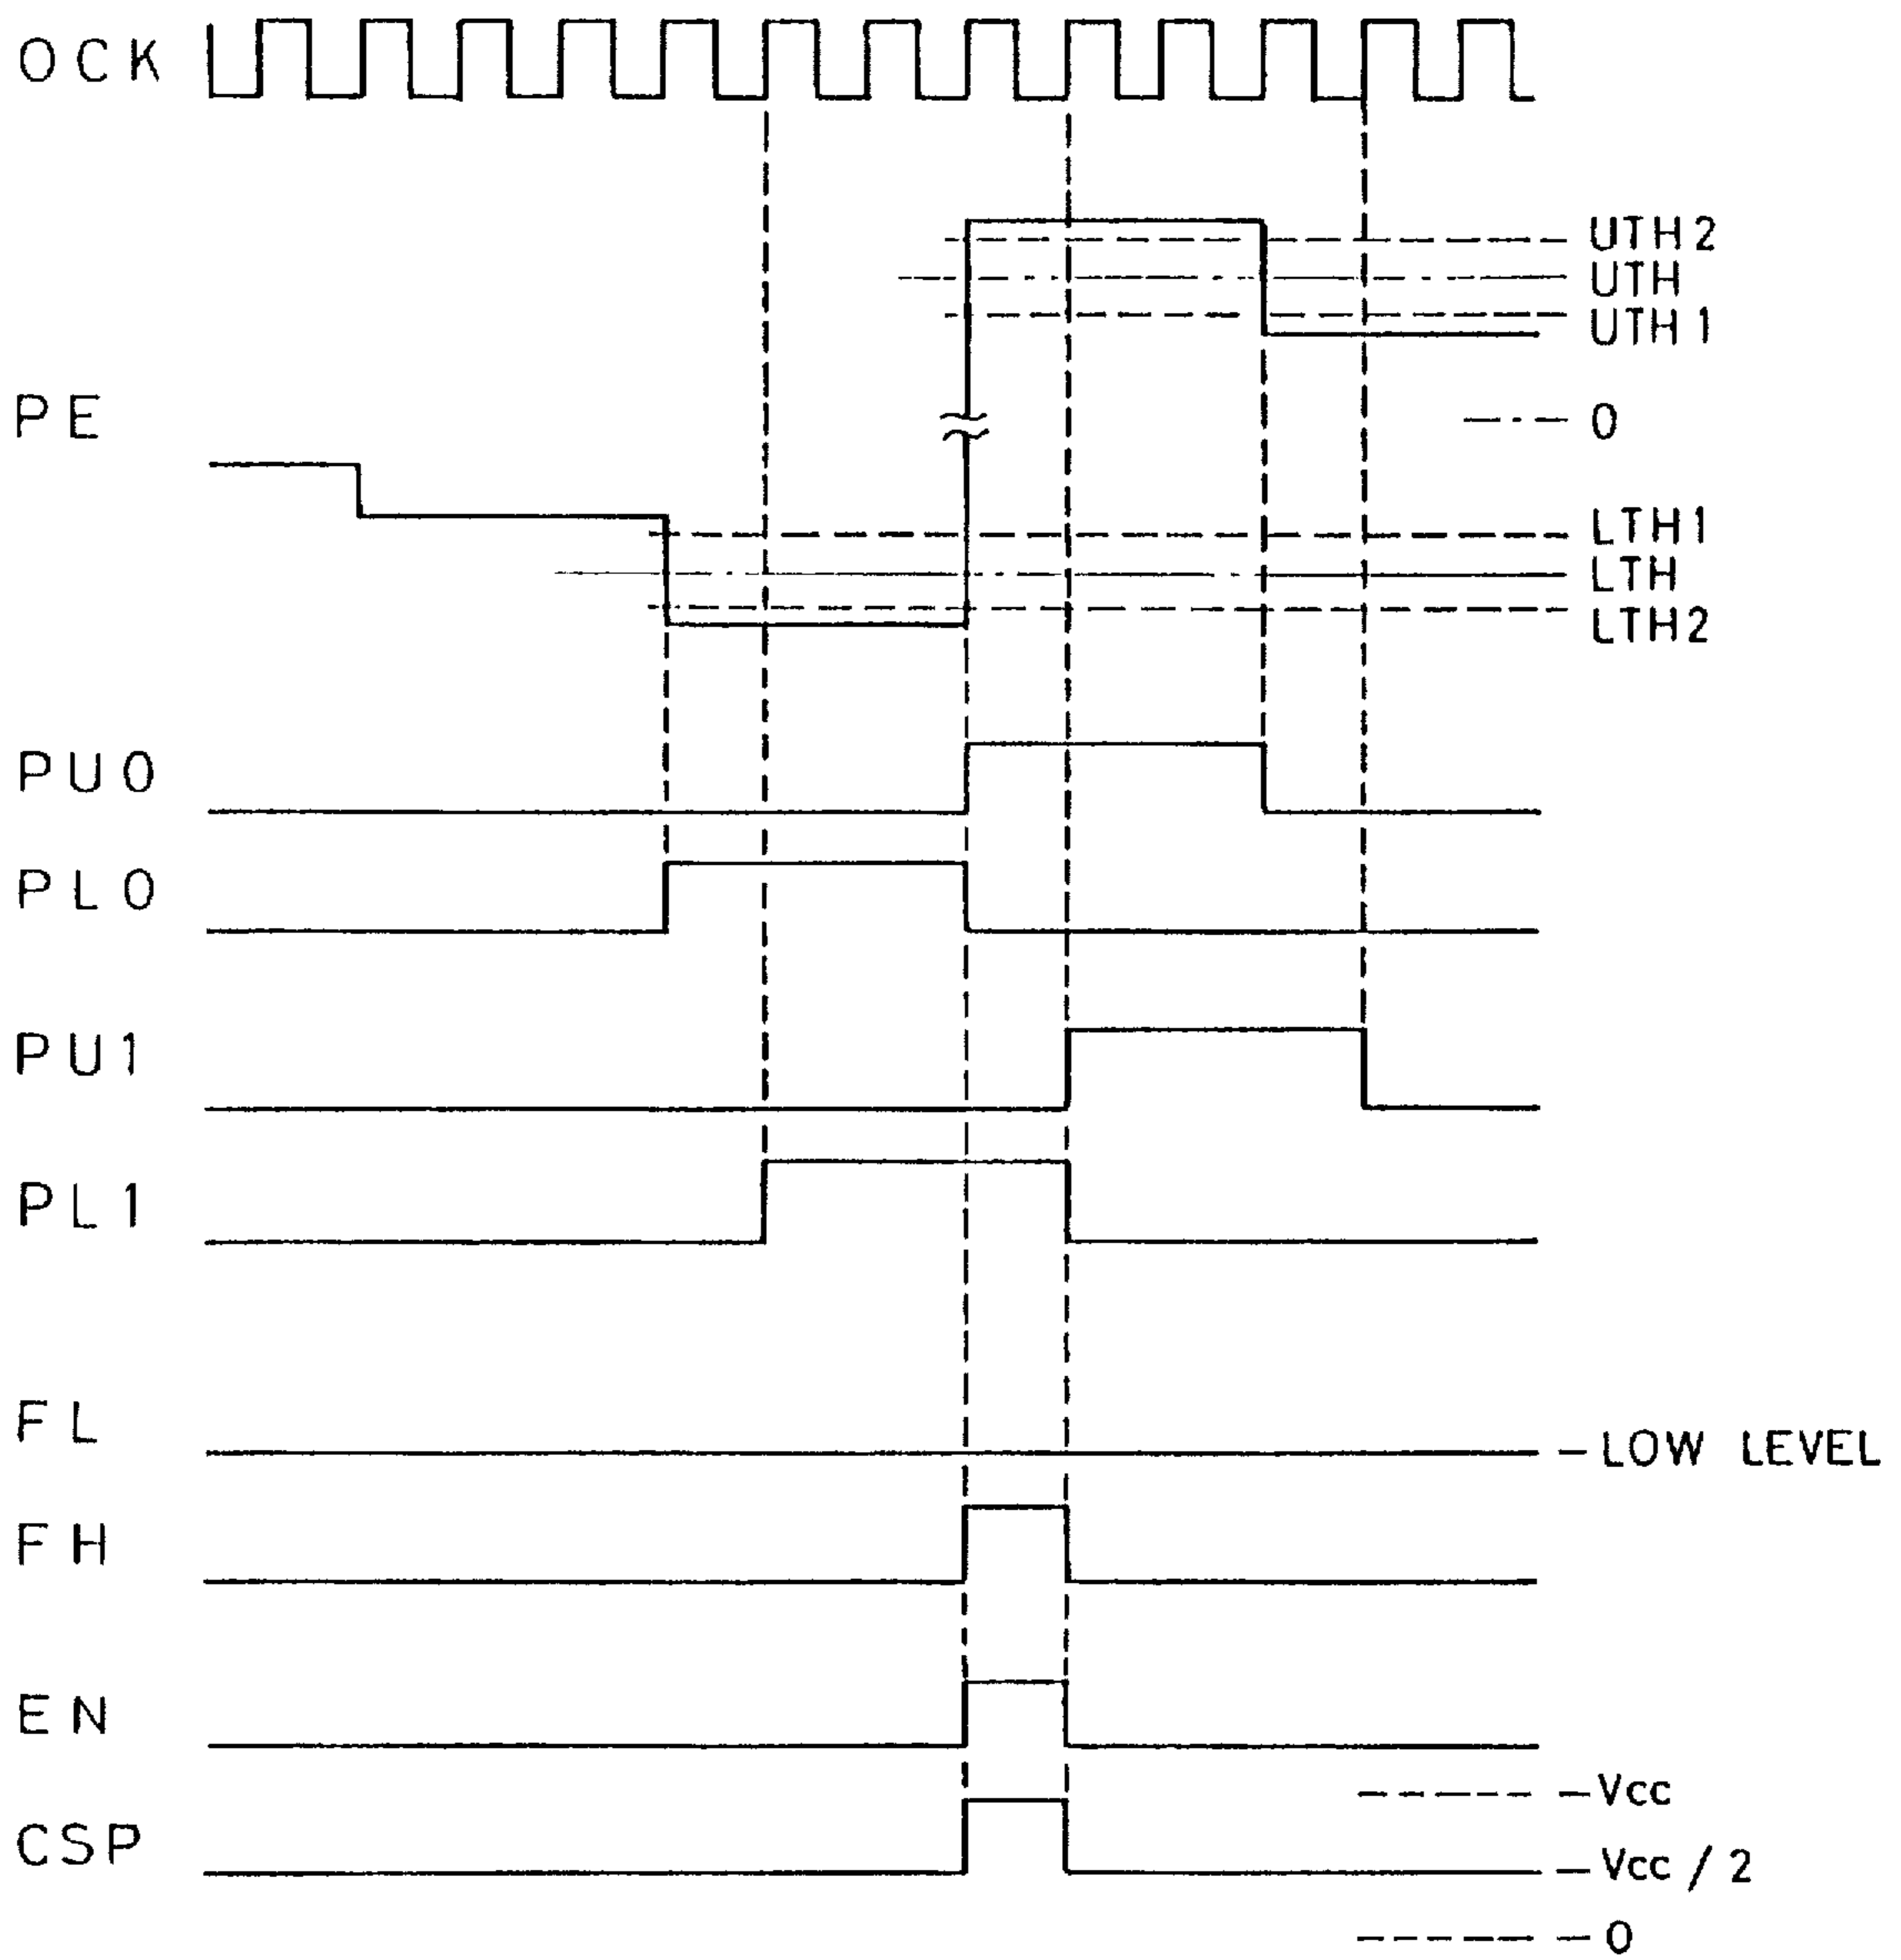 OCK
UTH2
UTH
UTH1
PE
0
LTH1
LTH
LTH2
PU0
PL0
PU1
PL1
FL
LOW LEVEL
FH
EN
Vcc
CSP
Vcc/2
0